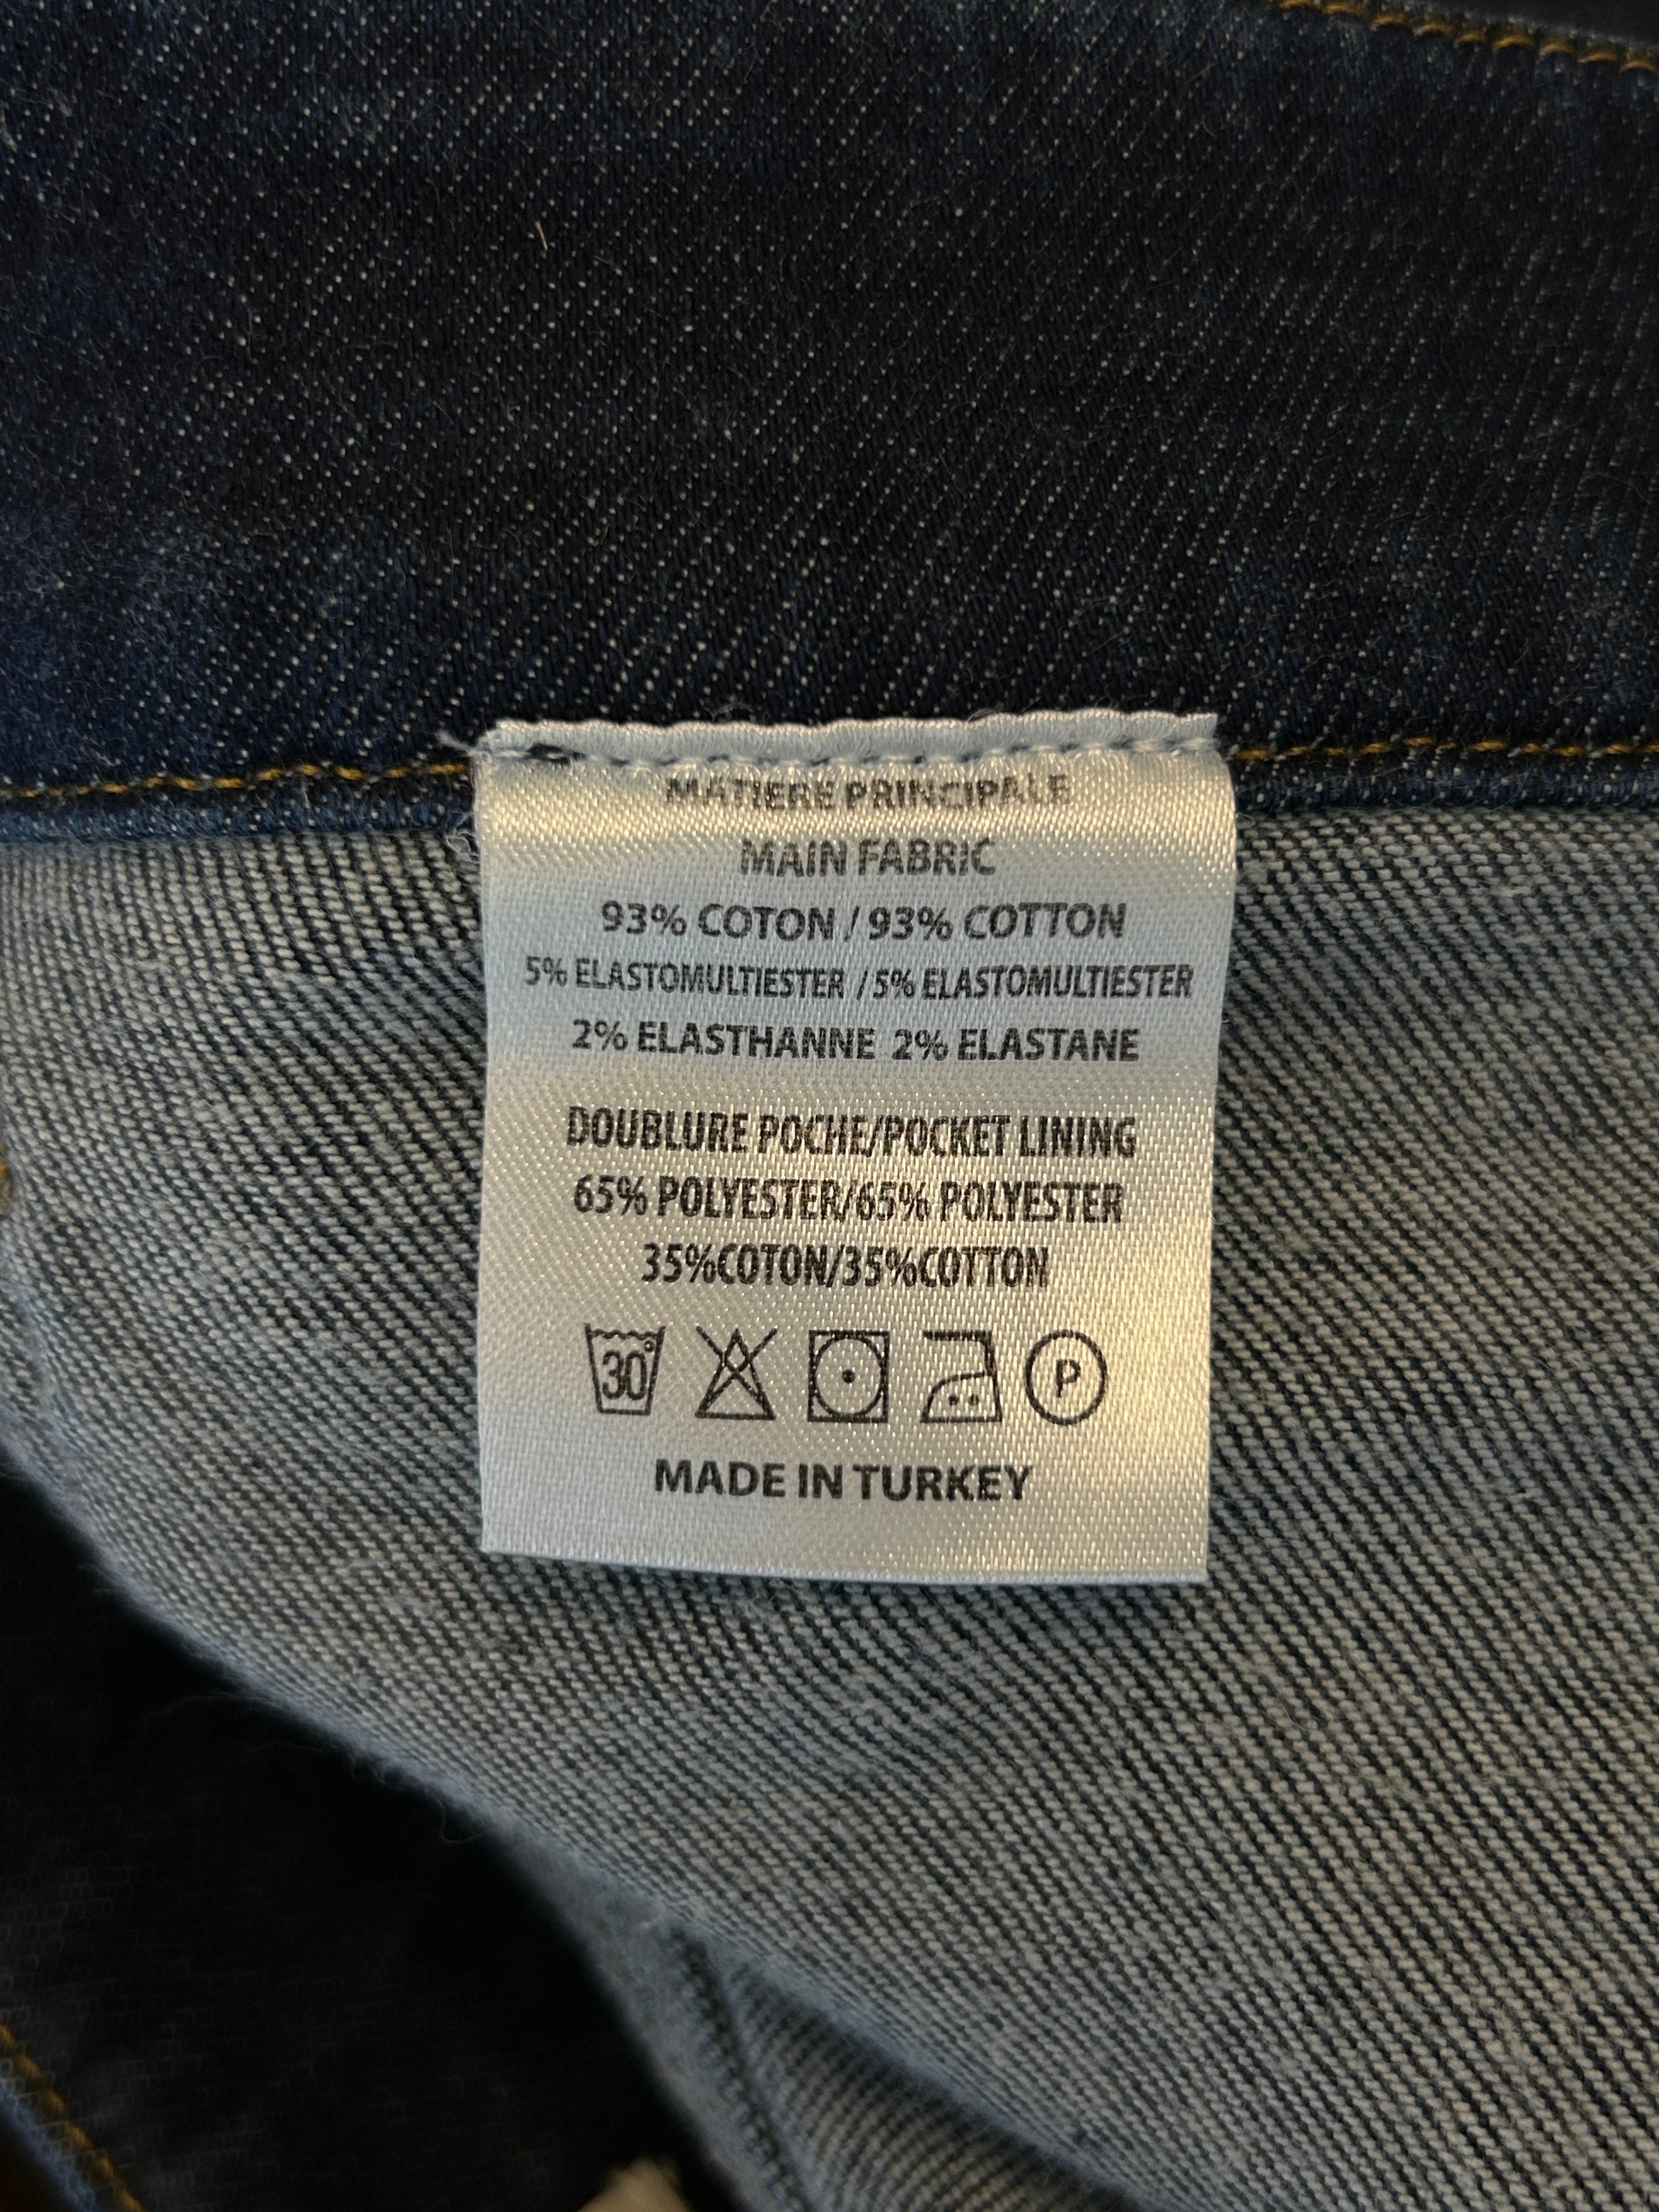 MATIERE PRINCIPALE
MAIN FABRIC
93% COTON / 93% COTTON
5% ELASTOMULTIESTER / 5% ELASTOMULTIESTER
2% ELASTHANNE 2% ELASTANE
DOUBLURE POCHE/POCKET LINING
65% POLYESTER/65% POLYESTER
35%COTON/35%COTTON
30° P
MADE IN TURKEY